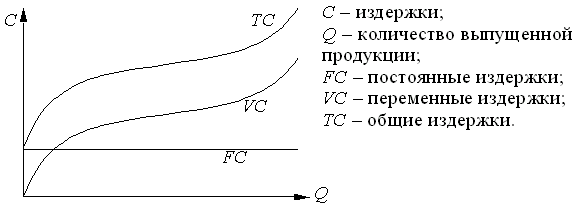 C
TC
VC
FC
Q
C – издержки;
Q – количество выпущенной
продукции;
FC – постоянные издержки;
VC – переменные издержки;
TC – общие издержки.